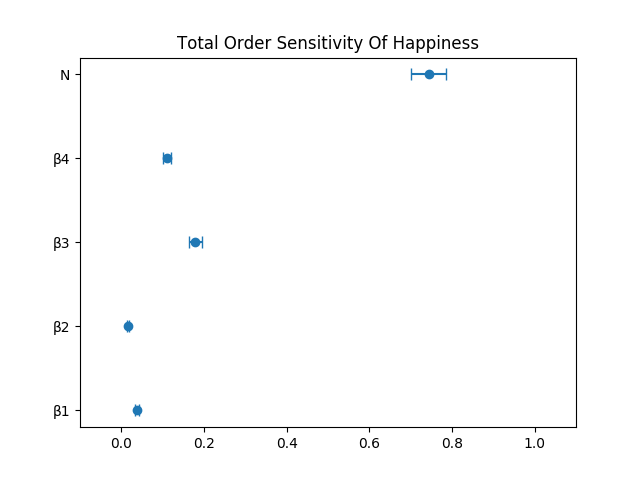 Total Order Sensitivity Of Happiness
N
β4
β3
β2
β1
0.0 0.2 0.4 0.6 0.8 1.0